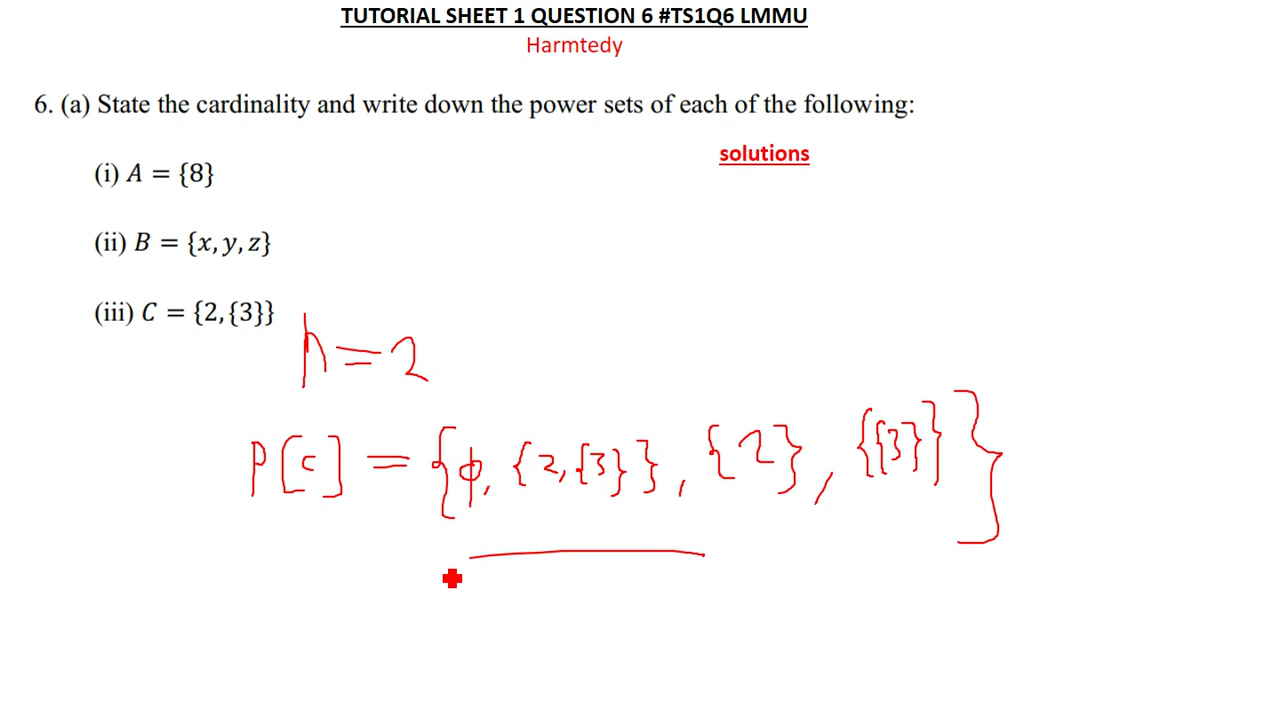 TUTORIAL SHEET 1 QUESTION 6 #TS1Q6 LMMU
Harmtedy
6. (a) State the cardinality and write down the power sets of each of the following:
solutions
(i) A = {8}
(ii) B = {x, y, z}
(iii) C = {2, {3}}
n = 2
P[C] = {ϕ, {2, {3}}, {2}, {{3}}}